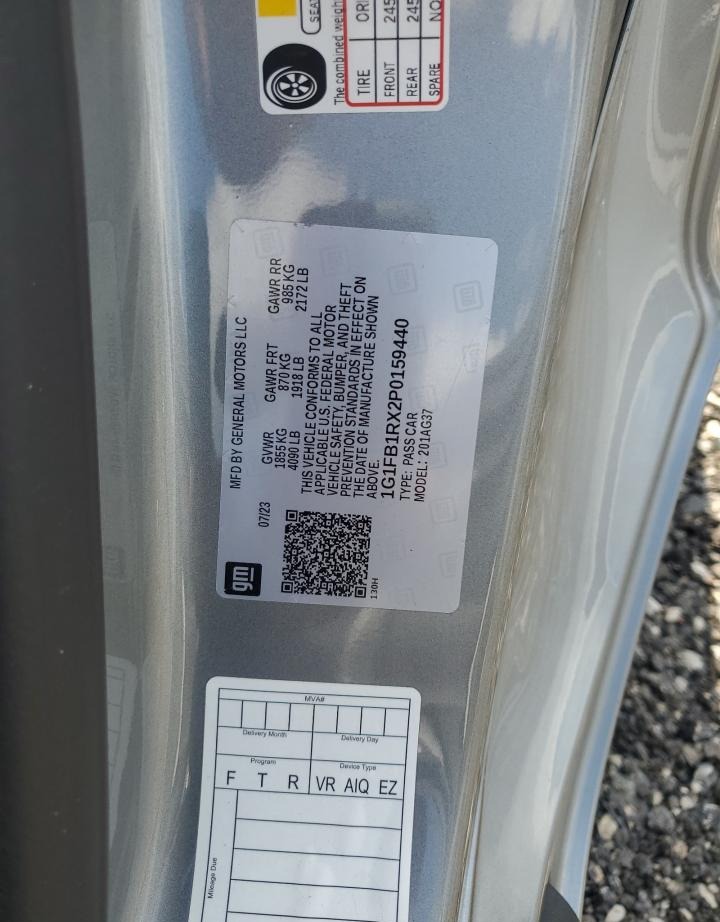 SEAT
The combined weight
TIRE
FRONT
REAR
SPARE
245
245
MFD BY GENERAL MOTORS LLC
07/23
GVWR GAWR FRT GAWR RR
1855 KG 870 KG 985 KG
4090 LB 1918 LB 2172 LB
THIS VEHICLE CONFORMS TO ALL
APPLICABLE U.S. FEDERAL MOTOR
VEHICLE SAFETY, BUMPER, AND THEFT
PREVENTION STANDARDS IN EFFECT ON
THE DATE OF MANUFACTURE SHOWN
ABOVE.
1G1FB1RX2P0159440
TYPE: PASS CAR
MODEL: 201AG37
gm
130H
MVA#
Delivery Month Delivery Day
Program Device Type
F T R VR AIQ EZ
Mileage Due